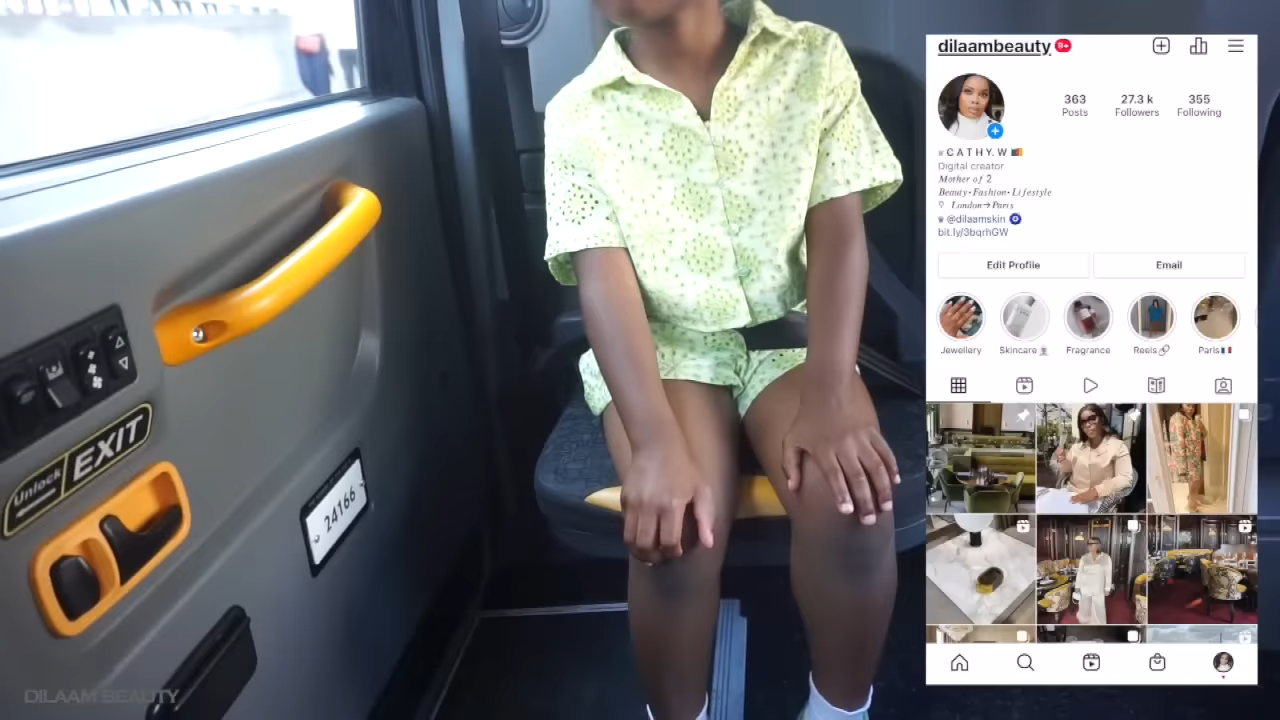 Unlock
EXIT
24166
DILAAM BEAUTY
dilaambeauty 9+
363
Posts
27.3 k
Followers
355
Following
♕ C A T H Y. W
Digital creator
Mother of 2
Beauty•Fashion•Lifestyle
London→Paris
@dilaamskin
bit.ly/3bqrhGW
Edit Profile
Email
Jewellery
Skincare
Fragrance
Reels
Paris